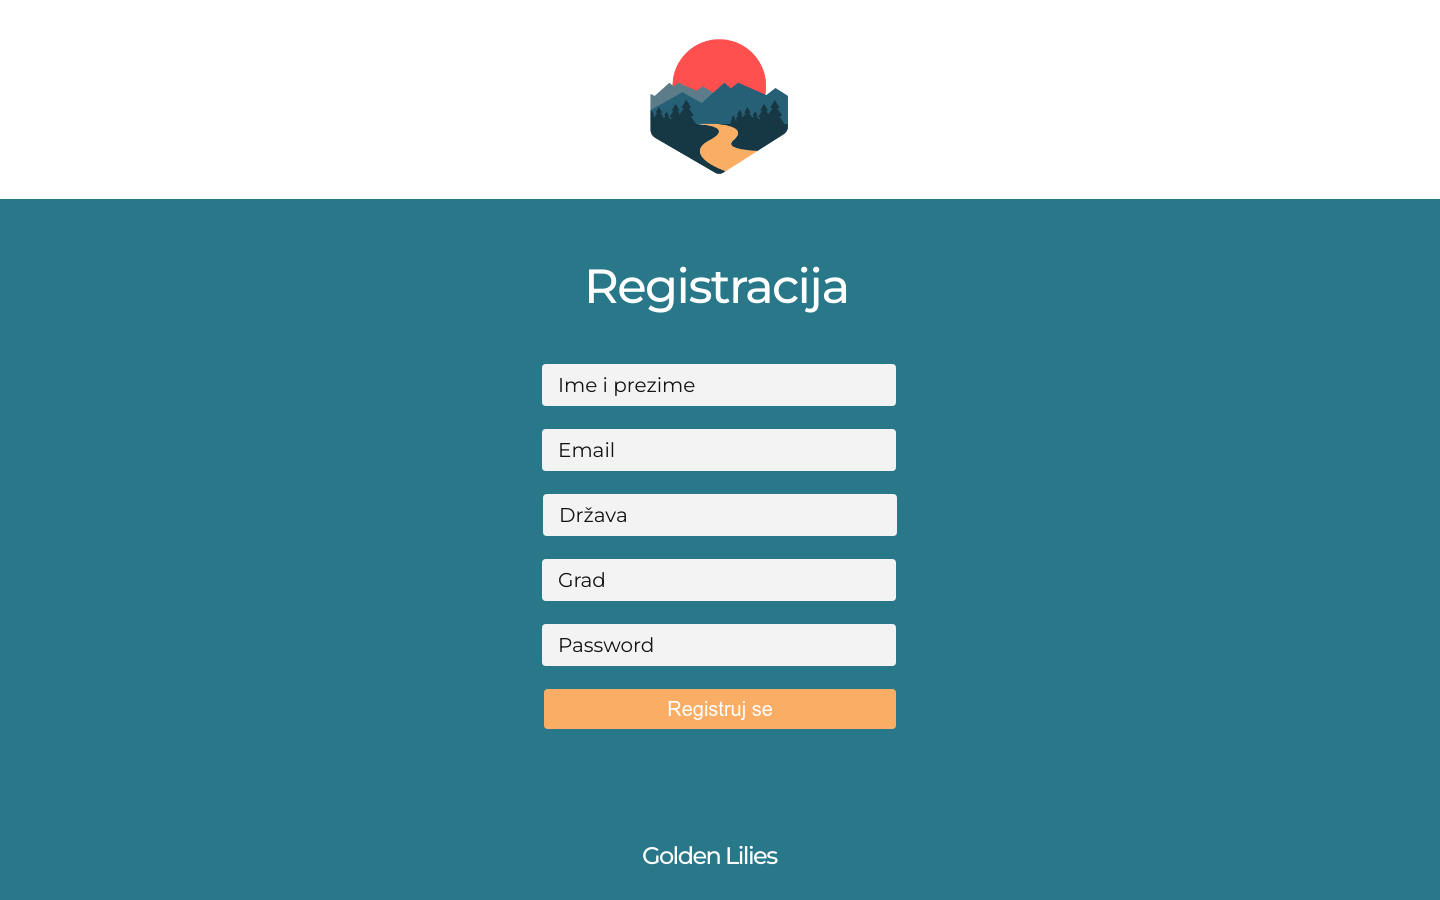 Registracija
Ime i prezime
Email
Država
Grad
Password
Registruj se
Golden Lilies